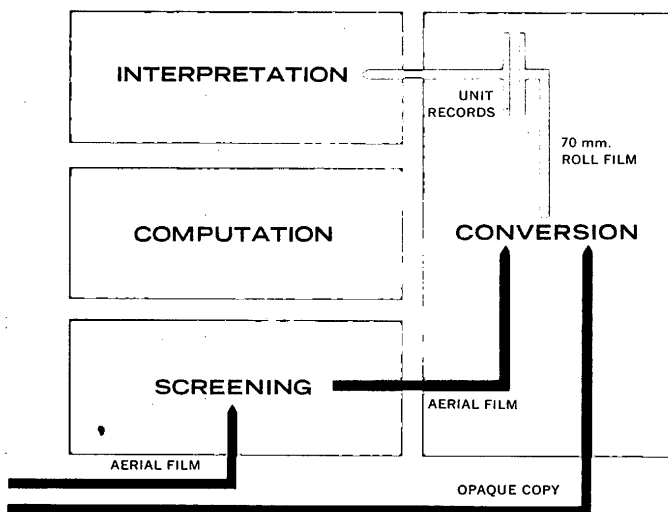 INTERPRETATION
UNIT
RECORDS
70 mm.
ROLL FILM
COMPUTATION
CONVERSION
SCREENING
AERIAL FILM
AERIAL FILM
OPAQUE COPY